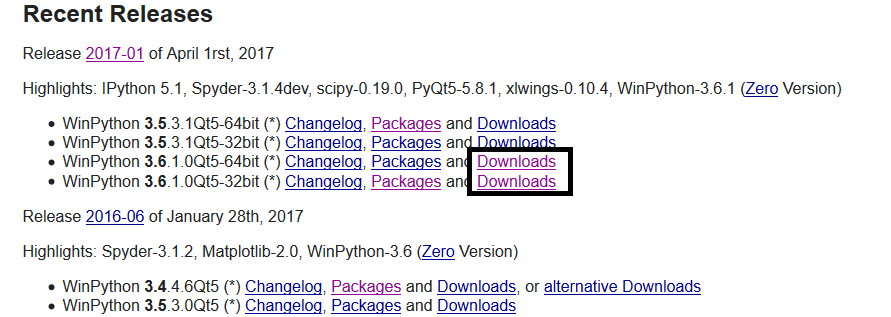 Recent Releases
Release 2017-01 of April 1rst, 2017
Highlights: IPython 5.1, Spyder-3.1.4dev, scipy-0.19.0, PyQt5-5.8.1, xlwings-0.10.4, WinPython-3.6.1 (Zero Version)
• WinPython 3.5.3.1Qt5-64bit (*) Changelog, Packages and Downloads
• WinPython 3.5.3.1Qt5-32bit (*) Changelog, Packages and Downloads
• WinPython 3.6.1.0Qt5-64bit (*) Changelog, Packages and Downloads
• WinPython 3.6.1.0Qt5-32bit (*) Changelog, Packages and Downloads
Release 2016-06 of January 28th, 2017
Highlights: Spyder-3.1.2, Matplotlib-2.0, WinPython-3.6 (Zero Version)
• WinPython 3.4.4.6Qt5 (*) Changelog, Packages and Downloads, or alternative Downloads
• WinPython 3.5.3.0Qt5 (*) Changelog, Packages and Downloads